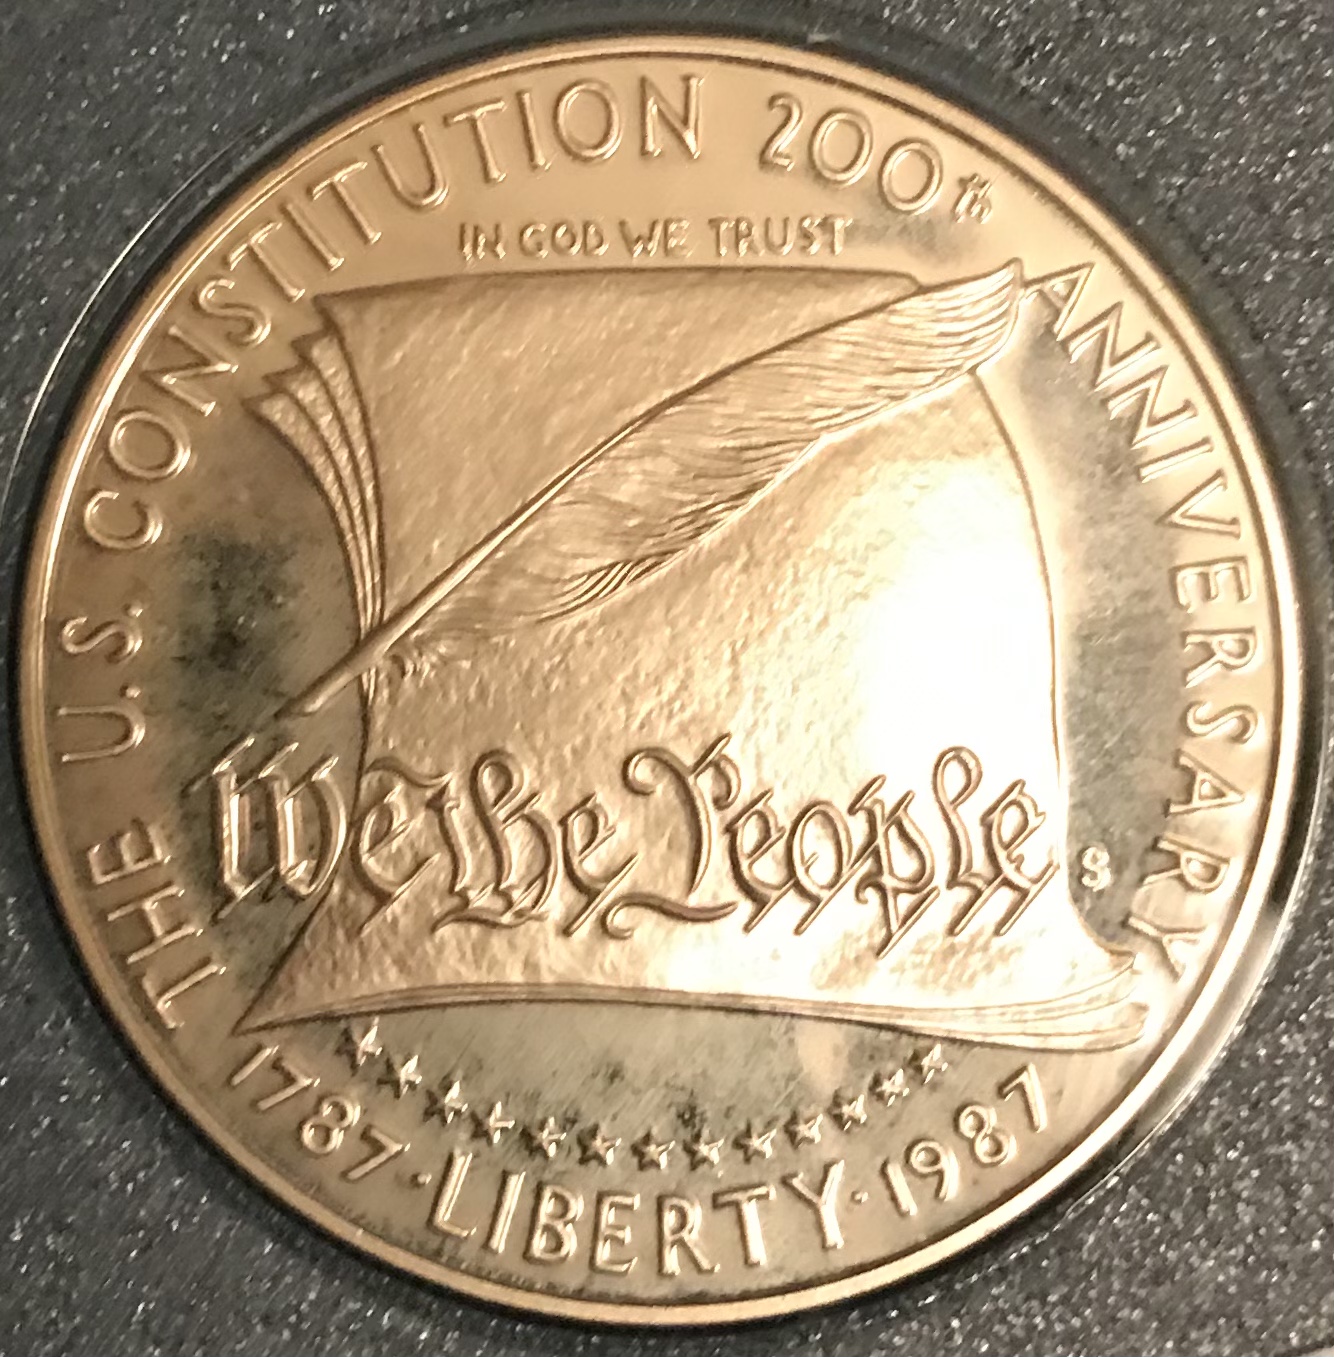 THE U.S. CONSTITUTION 200th ANNIVERSARY
IN GOD WE TRUST
We the People
S
1787 · LIBERTY · 1987